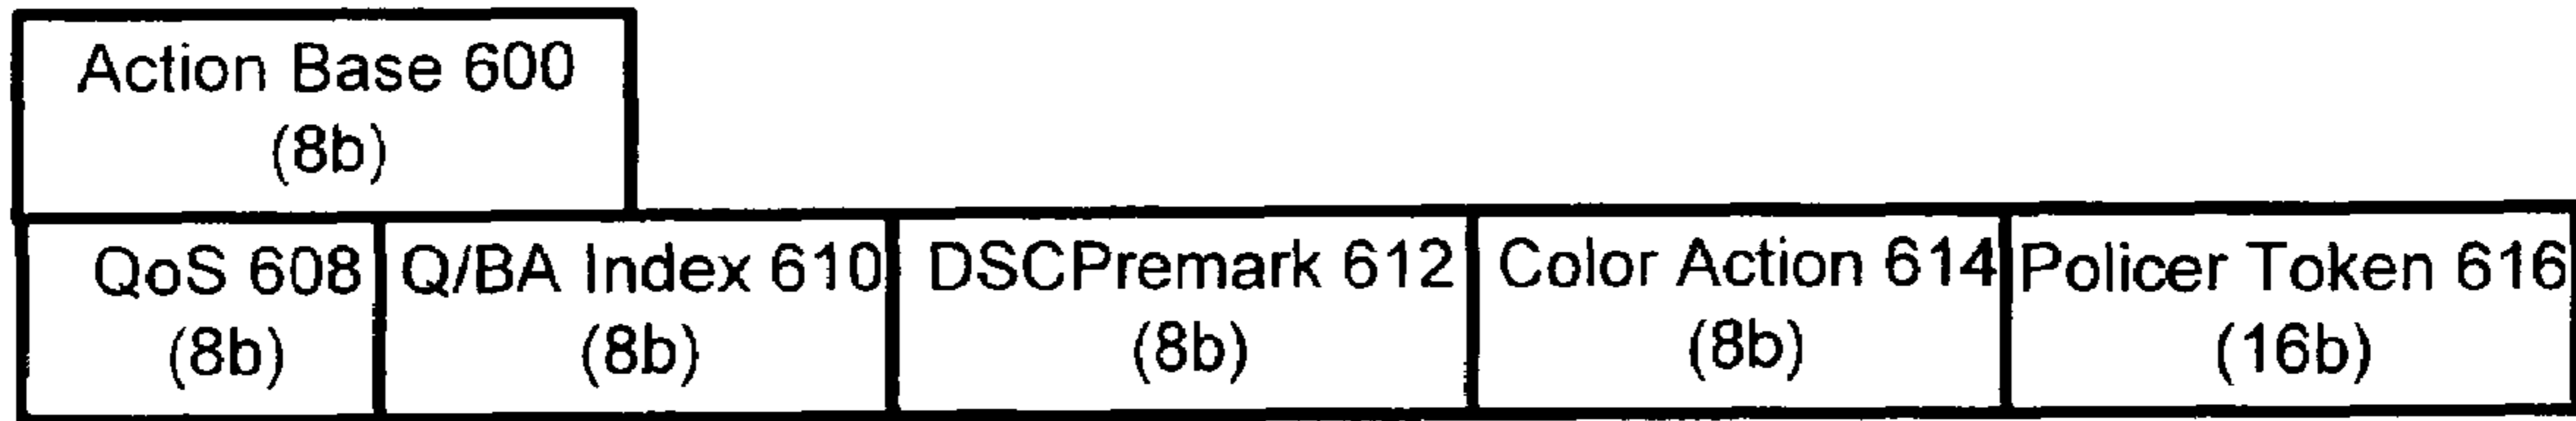 Action Base 600
(8b)
QoS 608 Q/BA Index 610 DSCPremark 612 Color Action 614 Policer Token 616
(8b) (8b) (8b) (8b) (16b)